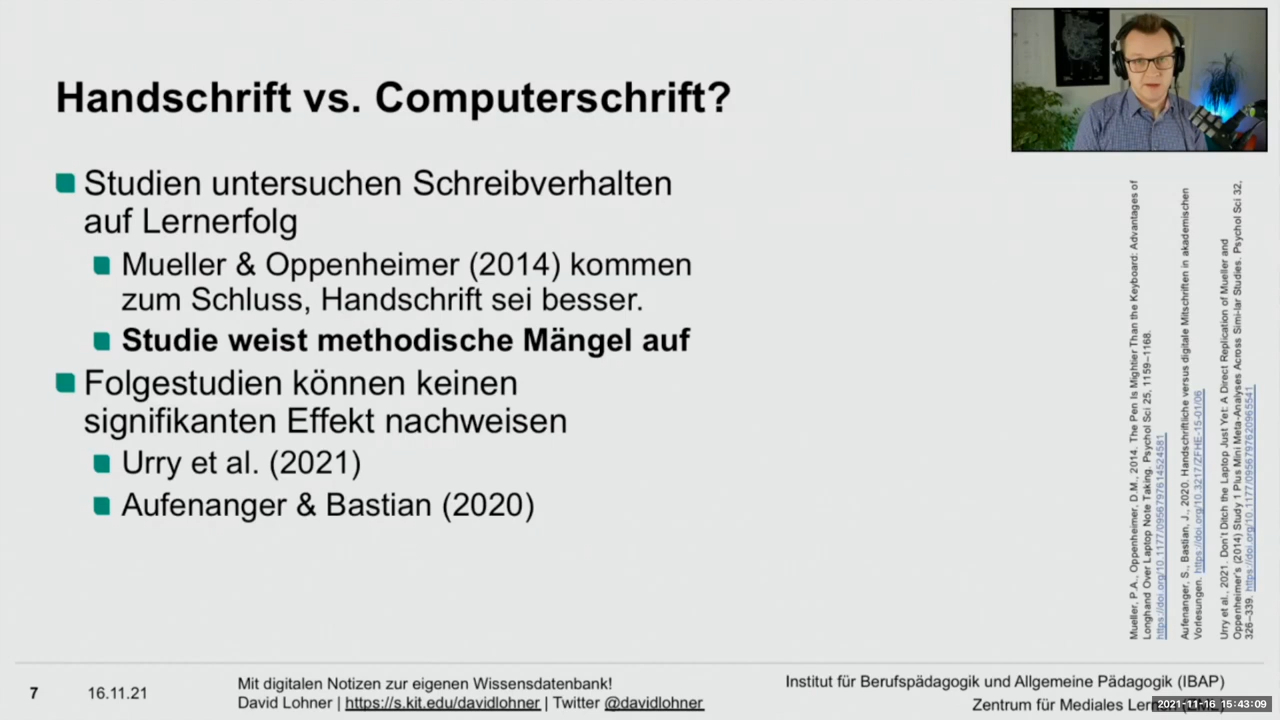 Handschrift vs. Computerschrift?
Studien untersuchen Schreibverhalten
auf Lernerfolg
Mueller & Oppenheimer (2014) kommen
zum Schluss, Handschrift sei besser.
Studie weist methodische Mängel auf
Folgestudien können keinen
signifikanten Effekt nachweisen
Urry et al. (2021)
Aufenanger & Bastian (2020)
Mueller, P.A., Oppenheimer, D.M., 2014. The Pen Is Mightier Than the Keyboard: Advantages of
Longhand Over Laptop Note Taking. Psychol Sci 25, 1159–1168.
https://doi.org/10.1177/0956797614524581
Aufenanger, S., Bastian, J., 2020. Handschriftliche versus digitale Mitschriften in akademischen
Vorlesungen. https://doi.org/10.3217/ZFHE-15-01/06
Urry et al., 2021. Don't Ditch the Laptop Just Yet: A Direct Replication of Mueller and
Oppenheimer's (2014) Study 1 Plus Mini Meta-Analyses Across Simi-lar Studies. Psychol Sci 32,
326–339. https://doi.org/10.1177/0956797620965541
7
16.11.21
Mit digitalen Notizen zur eigenen Wissensdatenbank!
David Lohner | https://s.kit.edu/davidlohner | Twitter @davidlohner
Institut für Berufspädagogik und Allgemeine Pädagogik (IBAP)
Zentrum für Mediales
2021-11-16 15:43:09